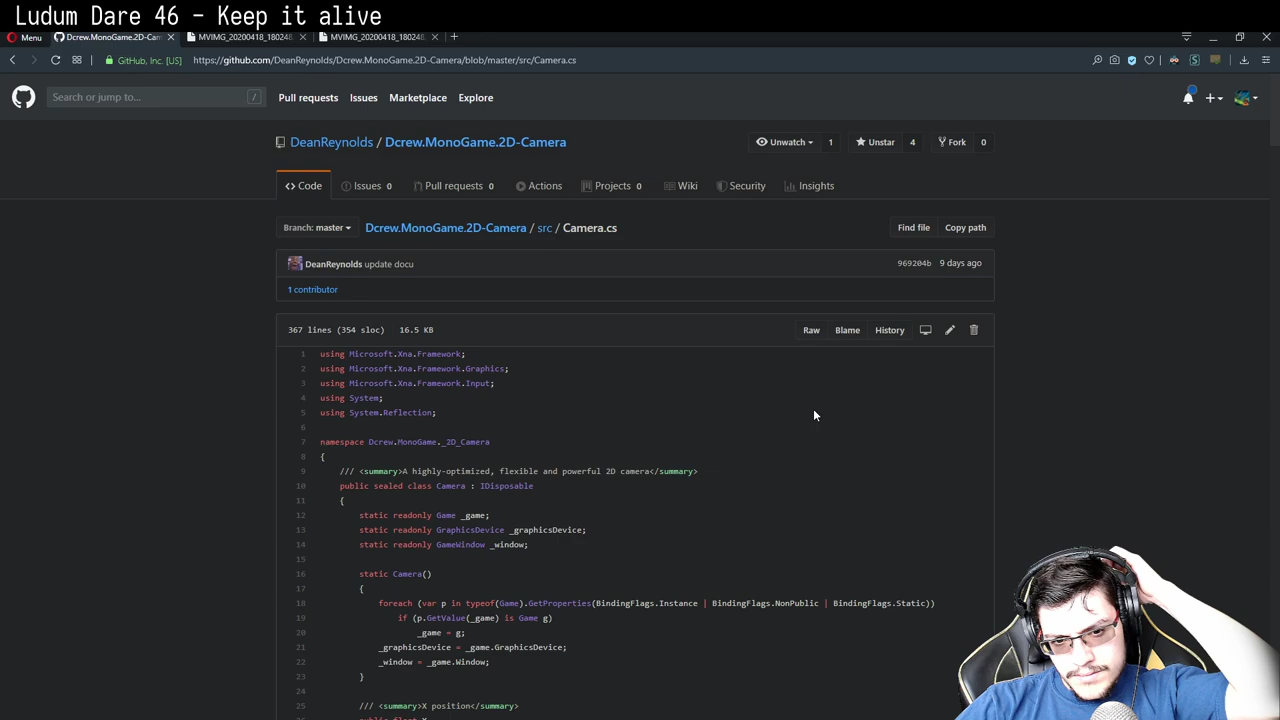 Ludum Dare 46 - Keep it alive
Menu
Dcrew.MonoGame.2D-Cam
MVIMG_20200418_180248
MVIMG_20200418_180248
GitHub, Inc. [US]
https://github.com/DeanReynolds/Dcrew.MonoGame.2D-Camera/blob/master/src/Camera.cs
Search or jump to...
/
Pull requests
Issues
Marketplace
Explore
DeanReynolds / Dcrew.MonoGame.2D-Camera
Unwatch 1
Unstar 4
Fork 0
Code
Issues 0
Pull requests 0
Actions
Projects 0
Wiki
Security
Insights
Branch: master
Dcrew.MonoGame.2D-Camera / src / Camera.cs
Find file
Copy path
DeanReynolds update docu
969204b 9 days ago
1 contributor
367 lines (354 sloc) 16.5 KB
Raw
Blame
History
1 using Microsoft.Xna.Framework;
2 using Microsoft.Xna.Framework.Graphics;
3 using Microsoft.Xna.Framework.Input;
4 using System;
5 using System.Reflection;
6
7 namespace Dcrew.MonoGame._2D_Camera
8 {
9 /// <summary>A highly-optimized, flexible and powerful 2D camera</summary>
10 public sealed class Camera : IDisposable
11 {
12 static readonly Game _game;
13 static readonly GraphicsDevice _graphicsDevice;
14 static readonly GameWindow _window;
15
16 static Camera()
17 {
18 foreach (var p in typeof(Game).GetProperties(BindingFlags.Instance | BindingFlags.NonPublic | BindingFlags.Static))
19 if (p.GetValue(_game) is Game g)
20 _game = g;
21 _graphicsDevice = _game.GraphicsDevice;
22 _window = _game.Window;
23 }
24
25 /// <summary>X position</summary>